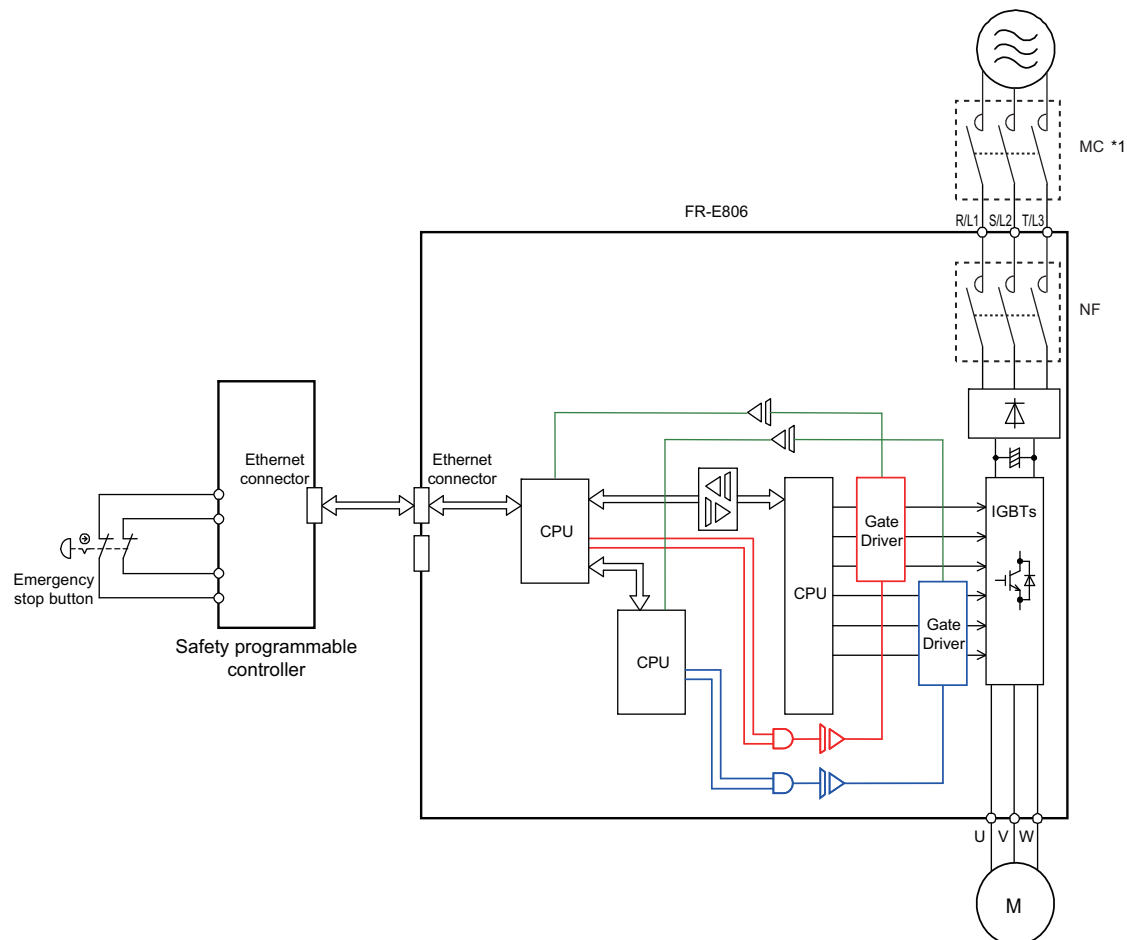 MC *1
FR-E806
R/L1 S/L2 T/L3
NF
Ethernet
connector
Ethernet
connector
CPU
Gate
Driver
IGBTs
CPU
Gate
Driver
CPU
Emergency
stop button
Safety programmable
controller
U V W
M